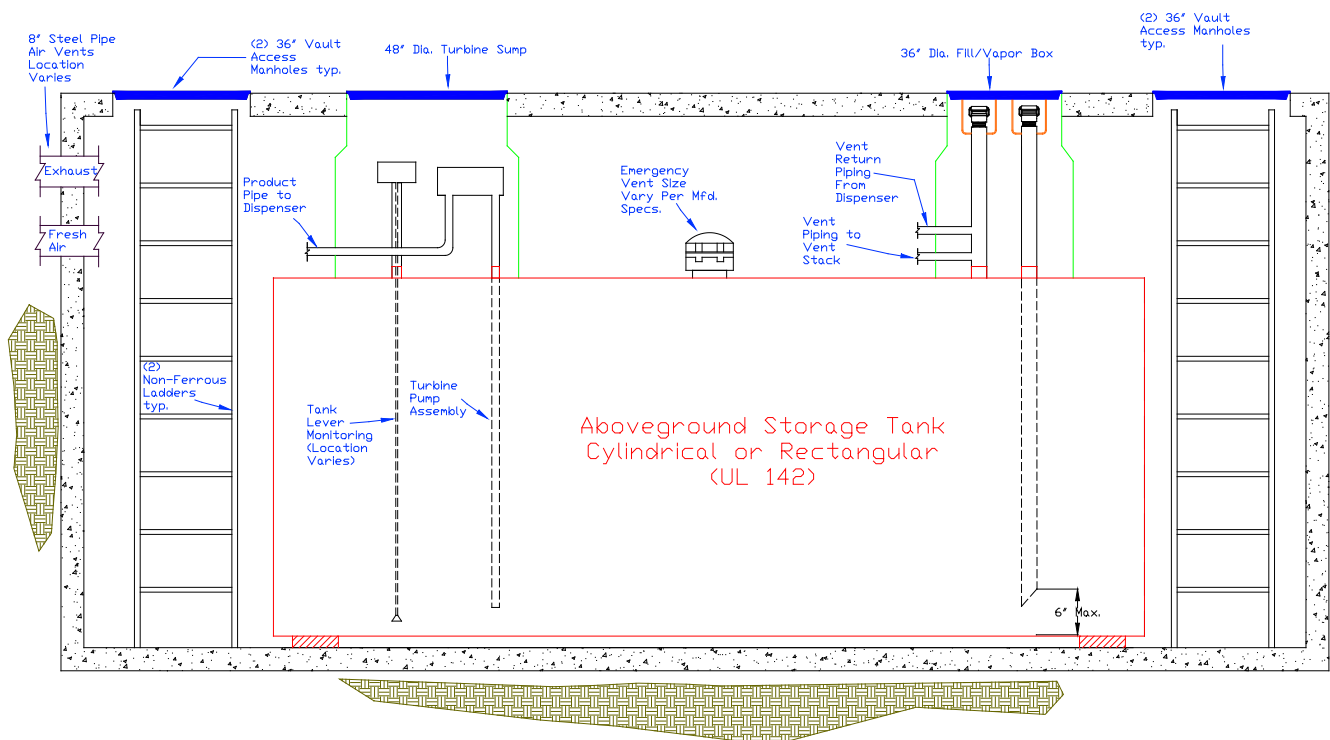 8" Steel Pipe
Air Vents
Location
Varies
(2) 36" Vault
Access
Manholes typ.
48" Dia. Turbine Sump
36" Dia. Fill/Vapor Box
(2) 36" Vault
Access Manholes
typ.
Exhaust
Fresh
Air
Product
Pipe to
Dispenser
Emergency
Vent Size
Vary Per Mfd.
Specs.
Vent
Return
Piping
From
Dispenser
Vent
Piping to
Vent
Stack
(2)
Non-Ferrous
Ladders
typ.
Tank
Lever
Monitoring
(Location
Varies)
Turbine
Pump
Assembly
Aboveground Storage Tank
Cylindrical or Rectangular
(UL 142)
6" Max.